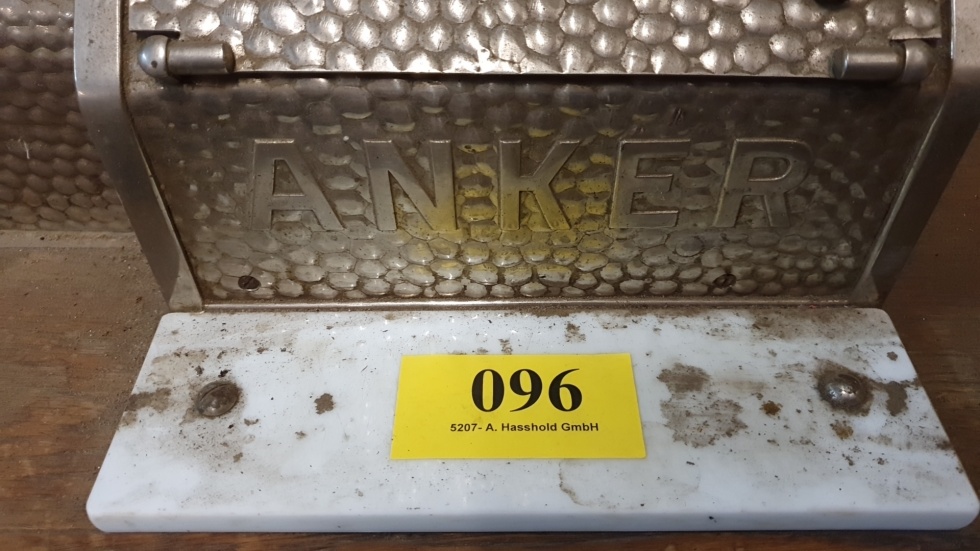 ANKER
096
5207- A. Hasshold GmbH